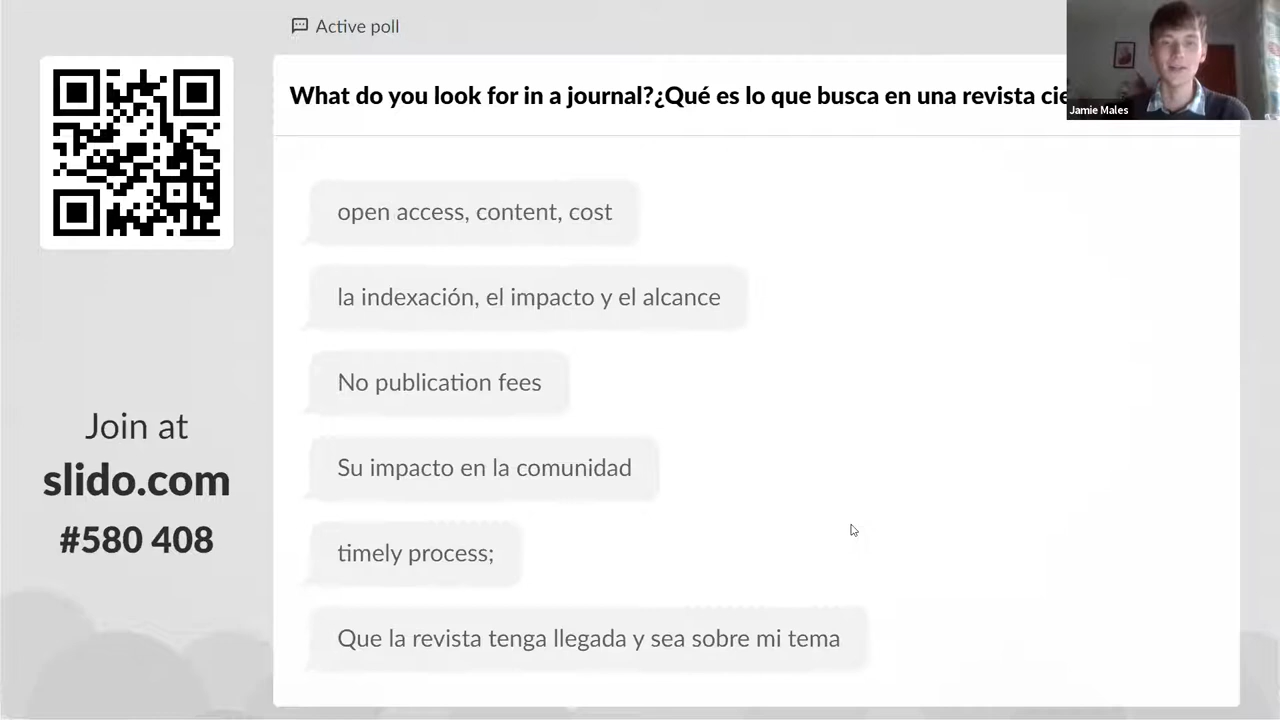 Active poll
What do you look for in a journal?¿Qué es lo que busca en una revista
Jamie Males
open access, content, cost
la indexación, el impacto y el alcance
No publication fees
Su impacto en la comunidad
timely process;
Que la revista tenga llegada y sea sobre mi tema
Join at
slido.com
#580 408